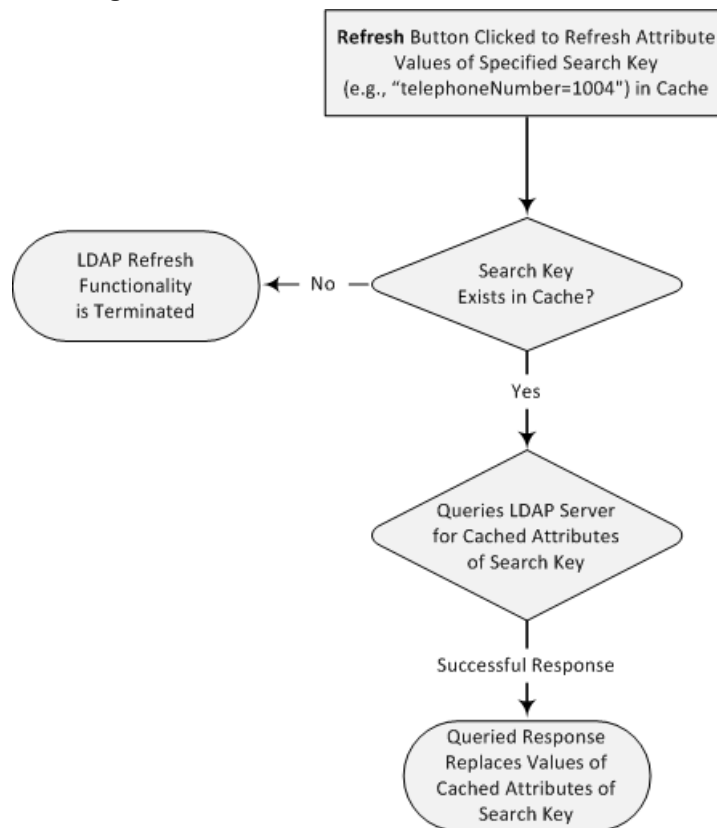 Refresh Button Clicked to Refresh Attribute
Values of Specified Search Key
(e.g., “telephoneNumber=1004") in Cache
LDAP Refresh
Functionality
is Terminated
No
Search Key
Exists in Cache?
Yes
Queries LDAP Server
for Cached Attributes
of Search Key
Successful Response
Queried Response
Replaces Values of
Cached Attributes of
Search Key